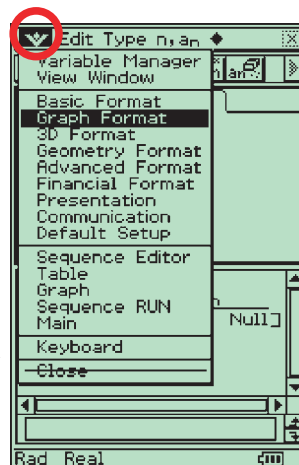 Edit Type n,an ◆
Variable Manager
View Window
Basic Format
Graph Format
3D Format
Geometry Format
Advanced Format
Financial Format
Presentation
Communication
Default Setup
Sequence Editor
Table
Graph
Sequence RUN
Main
Null]
Keyboard
Close
Rad Real